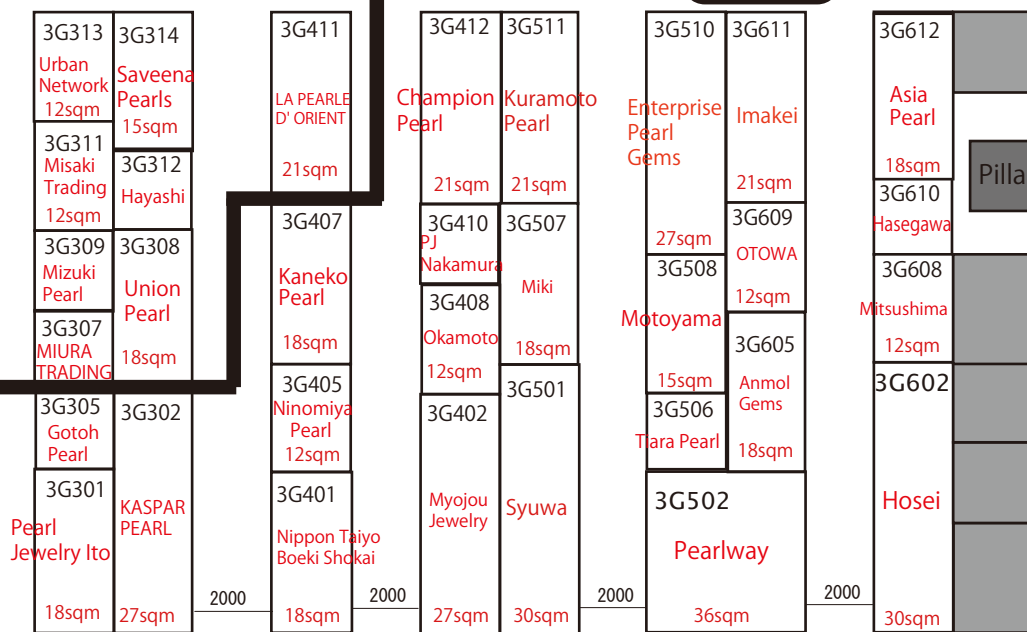 3G313
Urban
Network
12sqm
3G314
Saveena
Pearls
15sqm
3G311
Misaki
Trading
12sqm
3G312
Hayashi
3G309
Mizuki
Pearl
3G308
Union
Pearl
18sqm
3G307
MIURA
TRADING
3G305
Gotoh
Pearl
3G302
KASPAR
PEARL
27sqm
3G301
Pearl
Jewelry Ito
18sqm
2000
3G411
LA PEARLE
D' ORIENT
21sqm
3G407
Kaneko
Pearl
18sqm
3G405
Ninomiya
Pearl
12sqm
3G401
Nippon Taiyo
Boeki Shokai
18sqm
2000
3G412
Champion
Pearl
21sqm
3G511
Kuramoto
Pearl
21sqm
3G410
PJ
Nakamura
3G507
Miki
18sqm
3G408
Okamoto
12sqm
3G402
Myojou
Jewelry
27sqm
3G501
Syuwa
30sqm
2000
3G510
Enterprise
Pearl
Gems
27sqm
3G611
Imakei
21sqm
3G609
OTOWA
12sqm
3G508
Motoyama
15sqm
3G605
Anmol
Gems
18sqm
3G506
Tiara Pearl
3G502
Pearlway
36sqm
2000
3G612
Asia
Pearl
18sqm
3G610
Hasegawa
3G608
Mitsushima
12sqm
3G602
Hosei
30sqm
Pilla